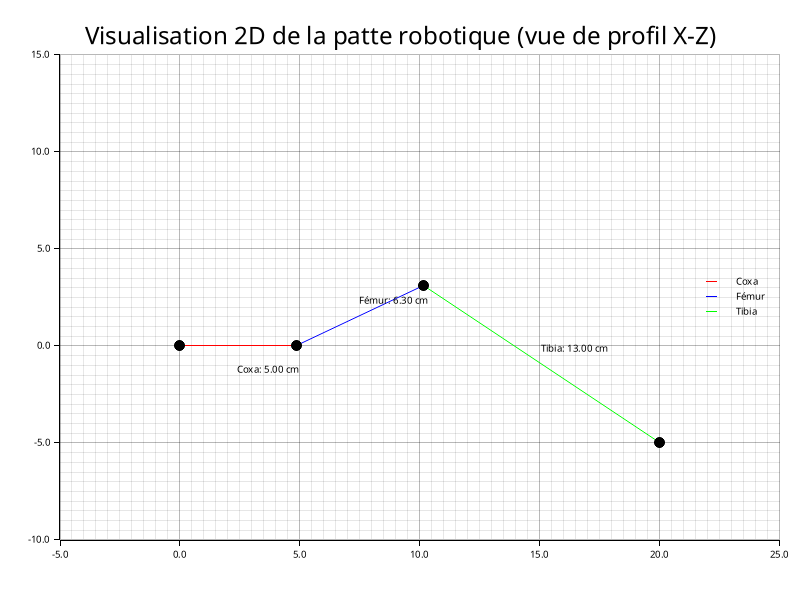 Visualisation 2D de la patte robotique (vue de profil X-Z)
15.0
10.0
5.0
Coxa
Fémur
Fémur: 6.30 cm
Tibia
0.0
Tibia: 13.00 cm
Coxa: 5.00 cm
-5.0
-10.0
-5.0 0.0 5.0 10.0 15.0 20.0 25.0